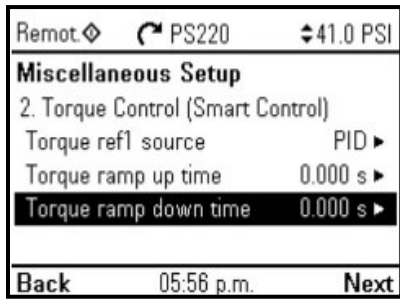 Remot. PS220 41.0 PSI
Miscellaneous Setup
2. Torque Control (Smart Control)
Torque ref1 source PID
Torque ramp up time 0.000 s
Torque ramp down time 0.000 s
Back 05:56 p.m. Next